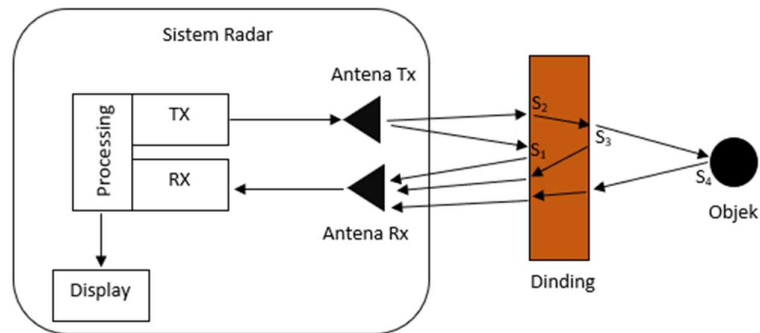 Sistem Radar
Antena Tx
Processing
TX
RX
Antena Rx
Display
S2
S1
S3
S4
Objek
Dinding